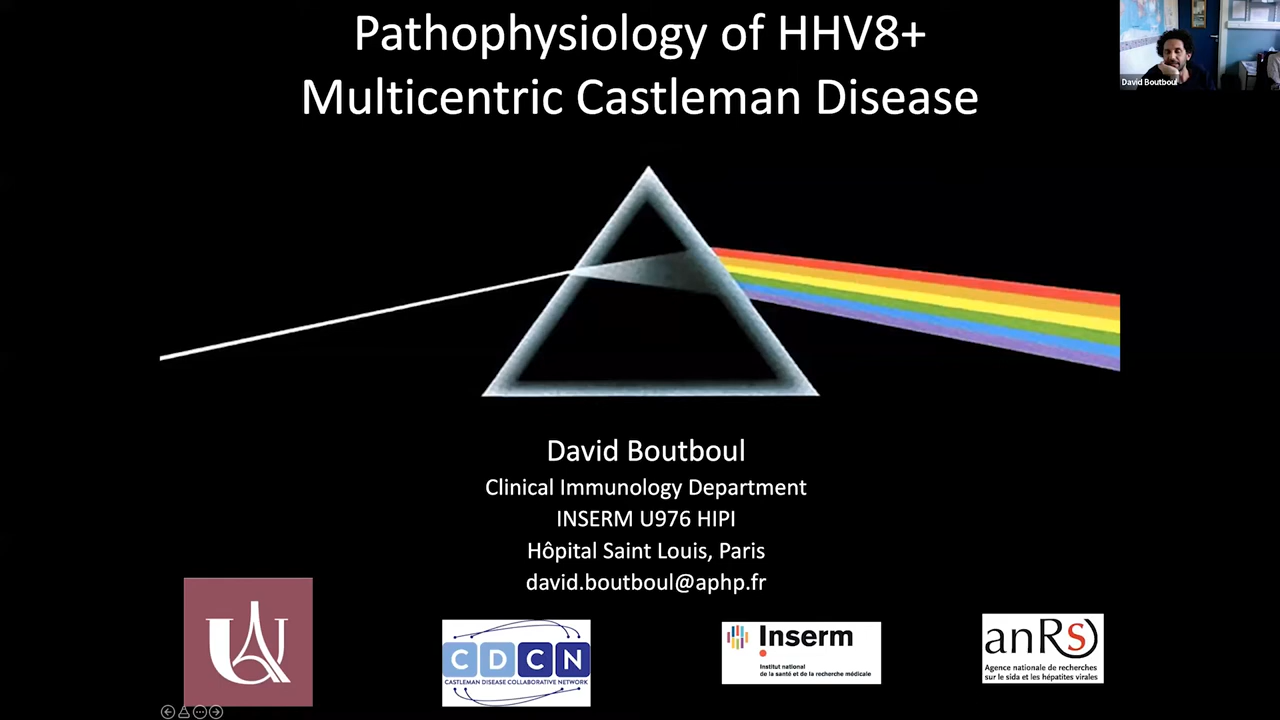 Pathophysiology of HHV8+
Multicentric Castleman Disease
David Boutboul
David Boutboul
Clinical Immunology Department
INSERM U976 HIPI
Hôpital Saint Louis, Paris
david.boutboul@aphp.fr
CDCN
CASTLEMAN DISEASE COLLABORATIVE NETWORK
Inserm
Institut national
de la santé et de la recherche médicale
anRS
Agence nationale de recherches
sur le sida et les hépatites virales